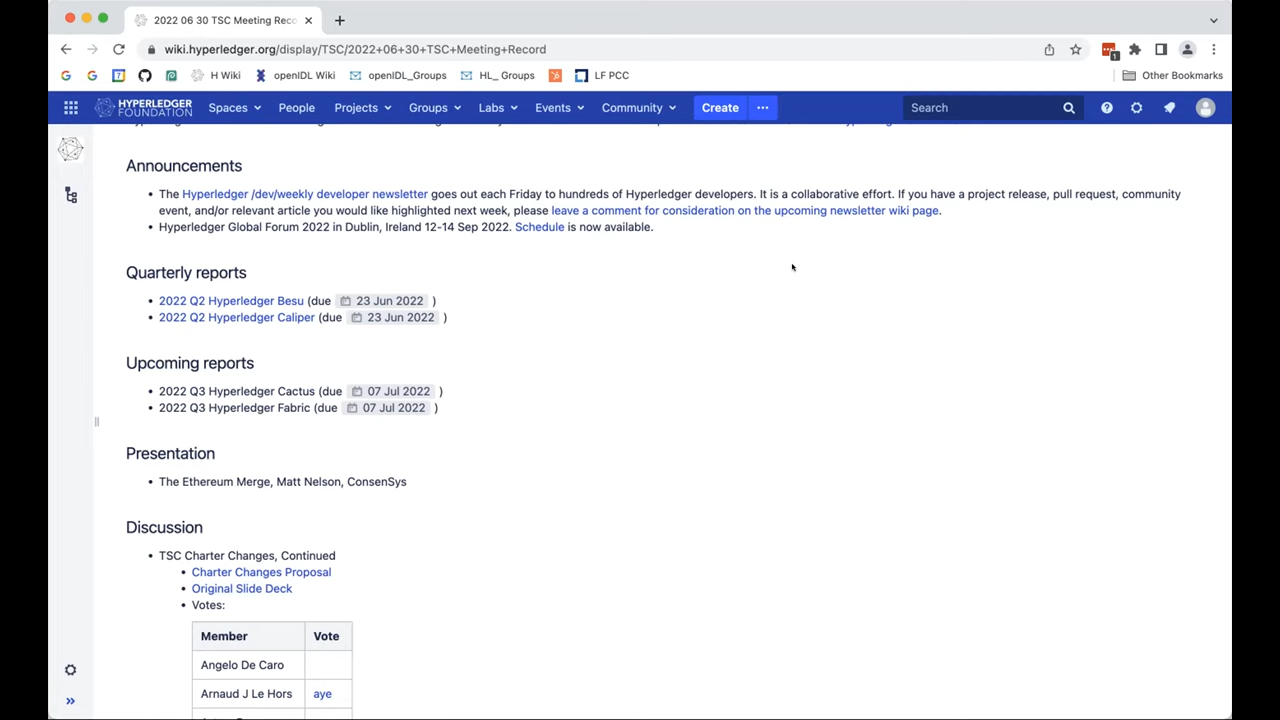 2022 06 30 TSC Meeting Reco
wiki.hyperledger.org/display/TSC/2022+06+30+TSC+Meeting+Record
H Wiki openIDL Wiki openIDL_Groups HL_ Groups LF PCC Other Bookmarks
HYPERLEDGER FOUNDATION Spaces People Projects Groups Labs Events Community Create Search
Announcements
• The Hyperledger /dev/weekly developer newsletter goes out each Friday to hundreds of Hyperledger developers. It is a collaborative effort. If you have a project release, pull request, community
event, and/or relevant article you would like highlighted next week, please leave a comment for consideration on the upcoming newsletter wiki page.
• Hyperledger Global Forum 2022 in Dublin, Ireland 12-14 Sep 2022. Schedule is now available.
Quarterly reports
• 2022 Q2 Hyperledger Besu (due 23 Jun 2022 )
• 2022 Q2 Hyperledger Caliper (due 23 Jun 2022 )
Upcoming reports
• 2022 Q3 Hyperledger Cactus (due 07 Jul 2022 )
• 2022 Q3 Hyperledger Fabric (due 07 Jul 2022 )
Presentation
• The Ethereum Merge, Matt Nelson, ConsenSys
Discussion
• TSC Charter Changes, Continued
• Charter Changes Proposal
• Original Slide Deck
• Votes:
Member Vote
Angelo De Caro
Arnaud J Le Hors aye